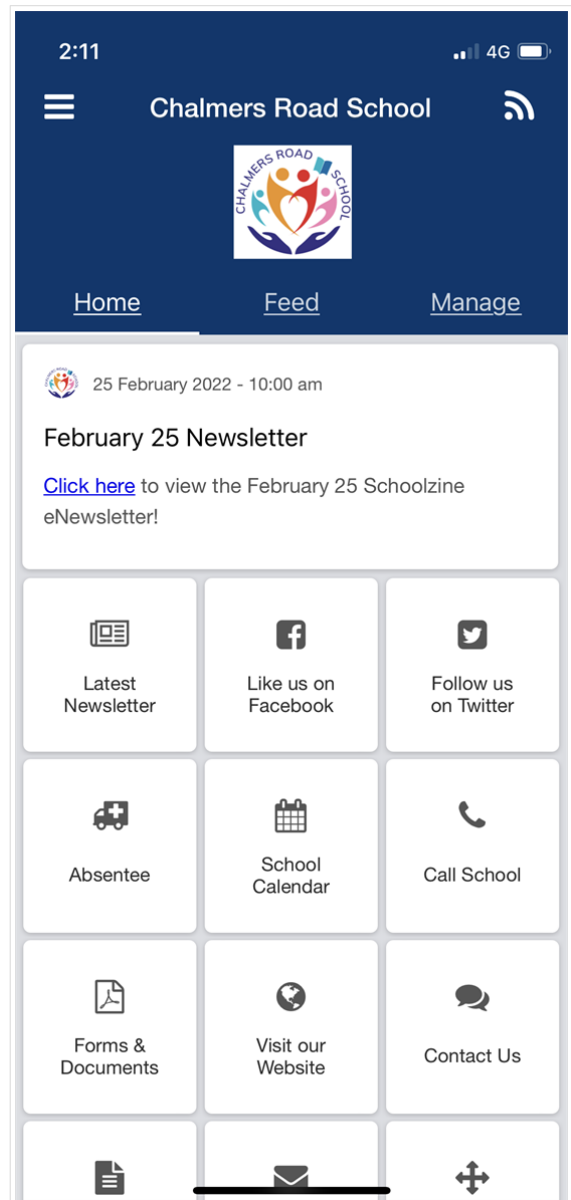 2:11
4G
Chalmers Road School
CHALMERS ROAD SCHOOL
Home
Feed
Manage
25 February 2022 - 10:00 am
February 25 Newsletter
Click here to view the February 25 Schoolzine
eNewsletter!
Latest
Newsletter
Like us on
Facebook
Follow us
on Twitter
Absentee
School
Calendar
Call School
Forms &
Documents
Visit our
Website
Contact Us